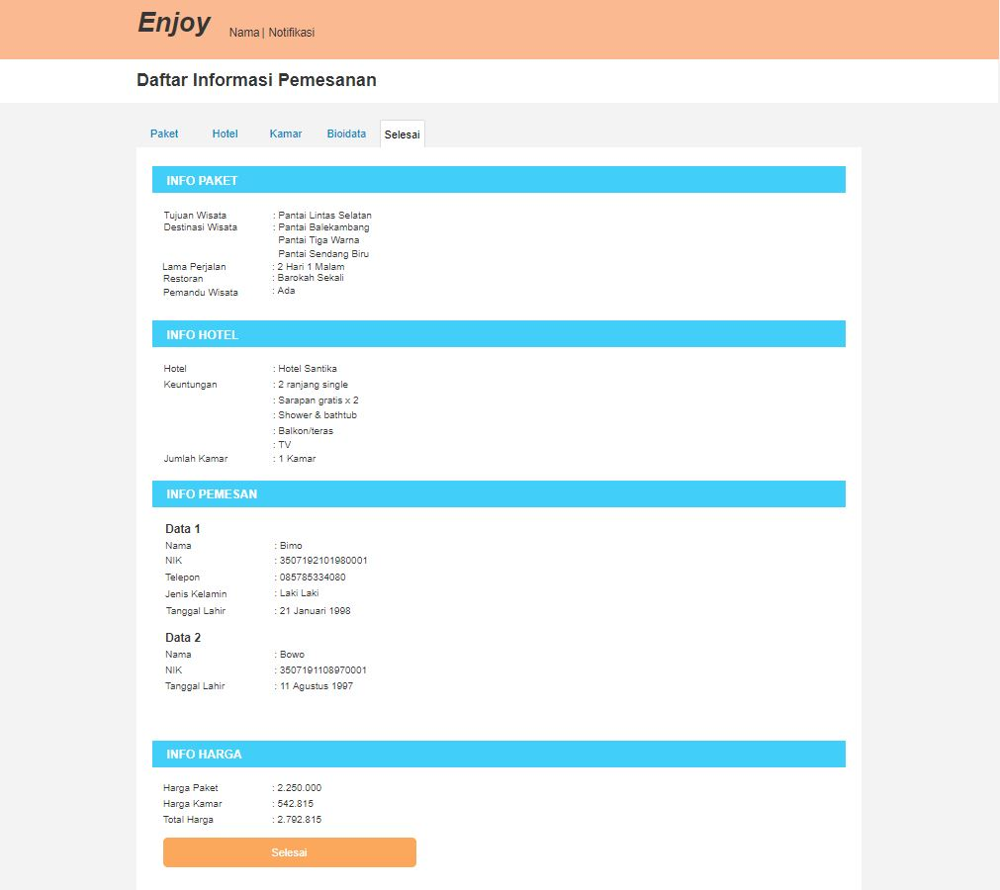 Enjoy Nama | Notifikasi
Daftar Informasi Pemesanan
Paket Hotel Kamar Bioidata Selesai
INFO PAKET
Tujuan Wisata : Pantai Lintas Selatan
Destinasi Wisata : Pantai Balekambang
Pantai Tiga Warna
Pantai Sendang Biru
Lama Perjalan : 2 Hari 1 Malam
Restoran : Barokah Sekali
Pemandu Wisata : Ada
INFO HOTEL
Hotel : Hotel Santika
Keuntungan : 2 ranjang single
: Sarapan gratis x 2
: Shower & bathtub
: Balkon/teras
: TV
Jumlah Kamar : 1 Kamar
INFO PEMESAN
Data 1
Nama : Bimo
NIK : 3507192101980001
Telepon : 085785334080
Jenis Kelamin : Laki Laki
Tanggal Lahir : 21 Januari 1998
Data 2
Nama : Bowo
NIK : 3507191108970001
Tanggal Lahir : 11 Agustus 1997
INFO HARGA
Harga Paket : 2.250.000
Harga Kamar : 542.815
Total Harga : 2.792.815
Selesai